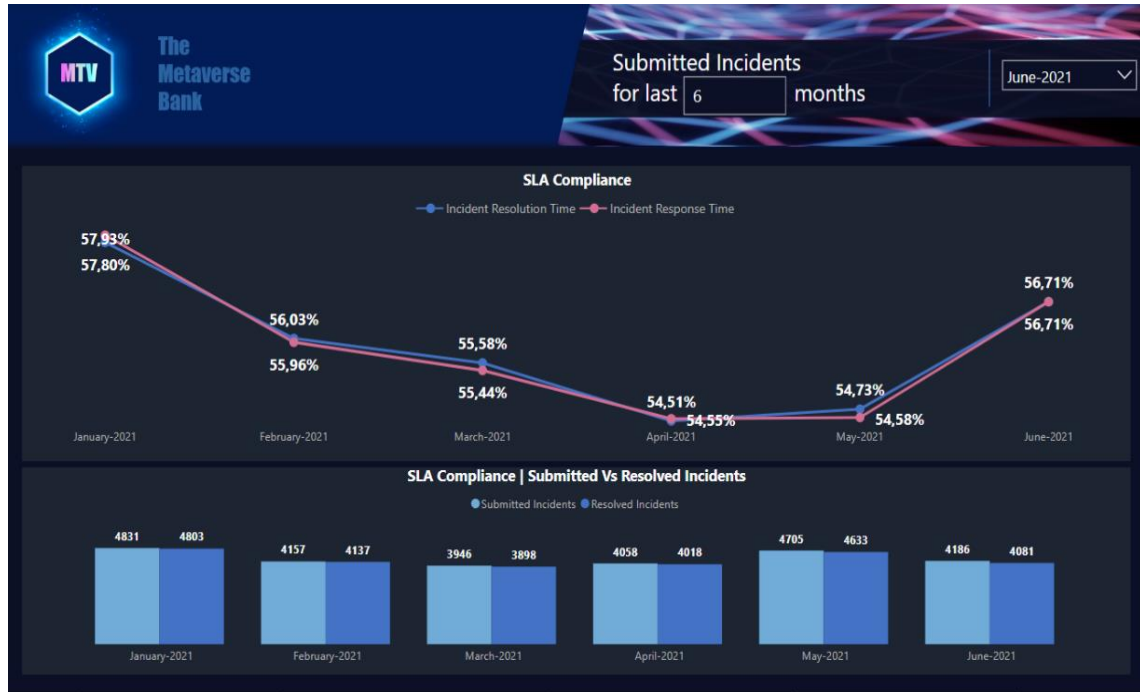 MTV
The
Metaverse
Bank
Submitted Incidents
for last 6 months
June-2021
SLA Compliance
Incident Resolution Time Incident Response Time
57,93%
57,80%
56,03%
55,96%
55,58%
55,44%
54,51%
54,55%
54,73%
54,58%
56,71%
56,71%
January-2021 February-2021 March-2021 April-2021 May-2021 June-2021
SLA Compliance | Submitted Vs Resolved Incidents
Submitted Incidents Resolved Incidents
4831 4803 4157 4137 3946 3898 4058 4018 4705 4633 4186 4081
January-2021 February-2021 March-2021 April-2021 May-2021 June-2021